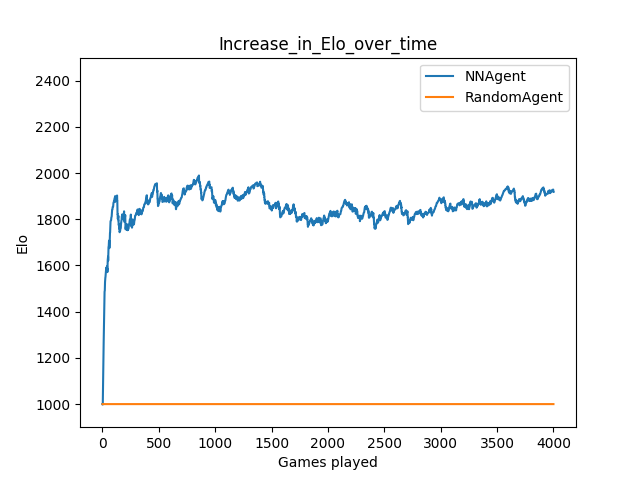 Increase_in_Elo_over_time
NNAgent
RandomAgent
2400
2200
2000
1800
1600
1400
1200
1000
Elo
0 500 1000 1500 2000 2500 3000 3500 4000
Games played